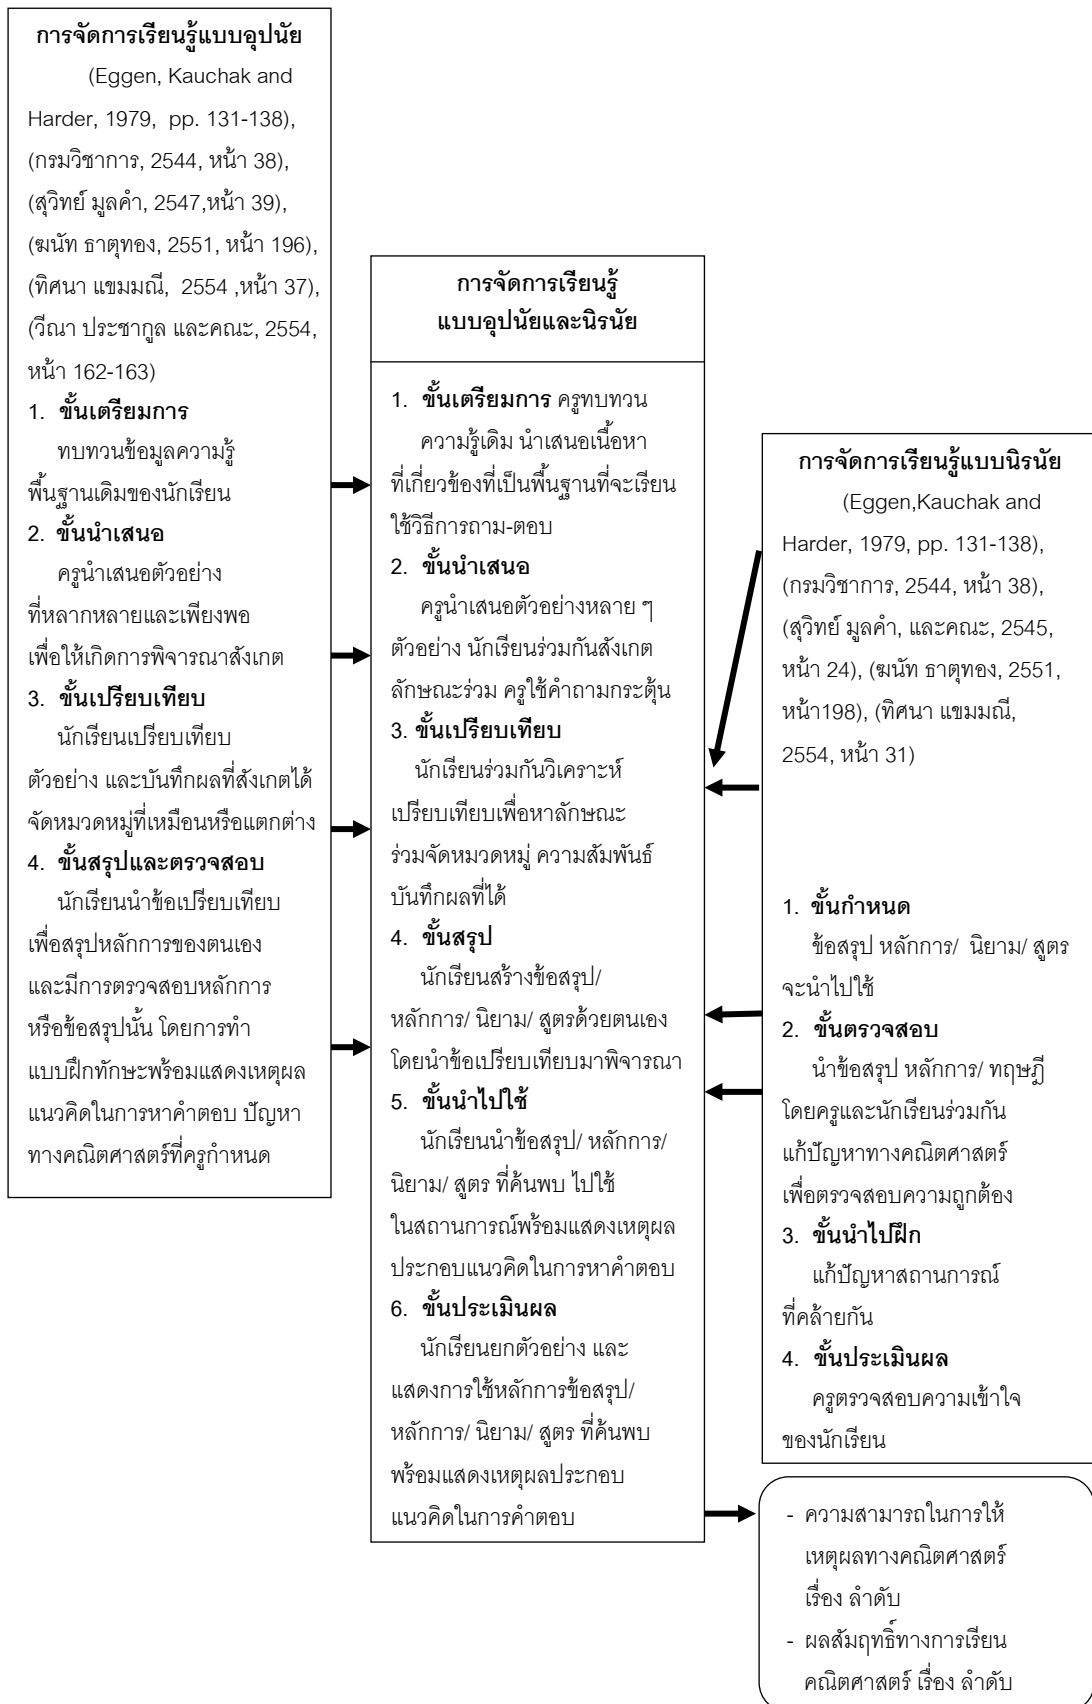 การจัดการเรียนรู้แบบอุปนัย
(Eggen, Kauchak and
Harder, 1979, pp. 131-138),
(กรมวิชาการ, 2544, หน้า 38),
(สุวิทย์ มูลคำ, 2547,หน้า 39),
(ฆนัท ธาตุทอง, 2551, หน้า 196),
(ทิศนา แขมมณี, 2554 ,หน้า 37),
(วีณา ประชากูล และคณะ, 2554,
หน้า 162-163)
1. ขั้นเตรียมการ
ทบทวนข้อมูลความรู้
พื้นฐานเดิมของนักเรียน
2. ขั้นนำเสนอ
ครูนำเสนอตัวอย่าง
ที่หลากหลายและเพียงพอ
เพื่อให้เกิดการพิจารณาสังเกต
3. ขั้นเปรียบเทียบ
นักเรียนเปรียบเทียบ
ตัวอย่าง และบันทึกผลที่สังเกตได้
จัดหมวดหมู่ที่เหมือนหรือแตกต่าง
4. ขั้นสรุปและตรวจสอบ
นักเรียนนำข้อเปรียบเทียบ
เพื่อสรุปหลักการของตนเอง
และมีการตรวจสอบหลักการ
หรือข้อสรุปนั้น โดยการทำ
แบบฝึกทักษะพร้อมแสดงเหตุผล
แนวคิดในการหาคำตอบ ปัญหา
ทางคณิตศาสตร์ที่ครูกำหนด
การจัดการเรียนรู้
แบบอุปนัยและนิรนัย
1. ขั้นเตรียมการ ครูทบทวน
ความรู้เดิม นำเสนอเนื้อหา
ที่เกี่ยวข้องที่เป็นพื้นฐานที่จะเรียน
ใช้วิธีการถาม-ตอบ
2. ขั้นนำเสนอ
ครูนำเสนอตัวอย่างหลาย ๆ
ตัวอย่าง นักเรียนร่วมกันสังเกต
ลักษณะร่วม ครูใช้คำถามกระตุ้น
3. ขั้นเปรียบเทียบ
นักเรียนร่วมกันวิเคราะห์
เปรียบเทียบเพื่อหาลักษณะ
ร่วมจัดหมวดหมู่ ความสัมพันธ์
บันทึกผลที่ได้
4. ขั้นสรุป
นักเรียนสร้างข้อสรุป/
หลักการ/ นิยาม/ สูตรด้วยตนเอง
โดยนำข้อเปรียบเทียบมาพิจารณา
5. ขั้นนำไปใช้
นักเรียนนำข้อสรุป/ หลักการ/
นิยาม/ สูตร ที่ค้นพบ ไปใช้
ในสถานการณ์พร้อมแสดงเหตุผล
ประกอบแนวคิดในการหาคำตอบ
6. ขั้นประเมินผล
นักเรียนยกตัวอย่าง และ
แสดงการใช้หลักการข้อสรุป/
หลักการ/ นิยาม/ สูตร ที่ค้นพบ
พร้อมแสดงเหตุผลประกอบ
แนวคิดในการคำตอบ
การจัดการเรียนรู้แบบนิรนัย
(Eggen,Kauchak and
Harder, 1979, pp. 131-138),
(กรมวิชาการ, 2544, หน้า 38),
(สุวิทย์ มูลคำ, และคณะ, 2545,
หน้า 24), (ฆนัท ธาตุทอง, 2551,
หน้า198), (ทิศนา แขมมณี,
2554, หน้า 31)
1. ขั้นกำหนด
ข้อสรุป หลักการ/ นิยาม/ สูตร
จะนำไปใช้
2. ขั้นตรวจสอบ
นำข้อสรุป หลักการ/ ทฤษฎี
โดยครูและนักเรียนร่วมกัน
แก้ปัญหาทางคณิตศาสตร์
เพื่อตรวจสอบความถูกต้อง
3. ขั้นนำไปฝึก
แก้ปัญหาสถานการณ์
ที่คล้ายกัน
4. ขั้นประเมินผล
ครูตรวจสอบความเข้าใจ
ของนักเรียน
- ความสามารถในการให้
เหตุผลทางคณิตศาสตร์
เรื่อง ลำดับ
- ผลสัมฤทธิ์ทางการเรียน
คณิตศาสตร์ เรื่อง ลำดับ